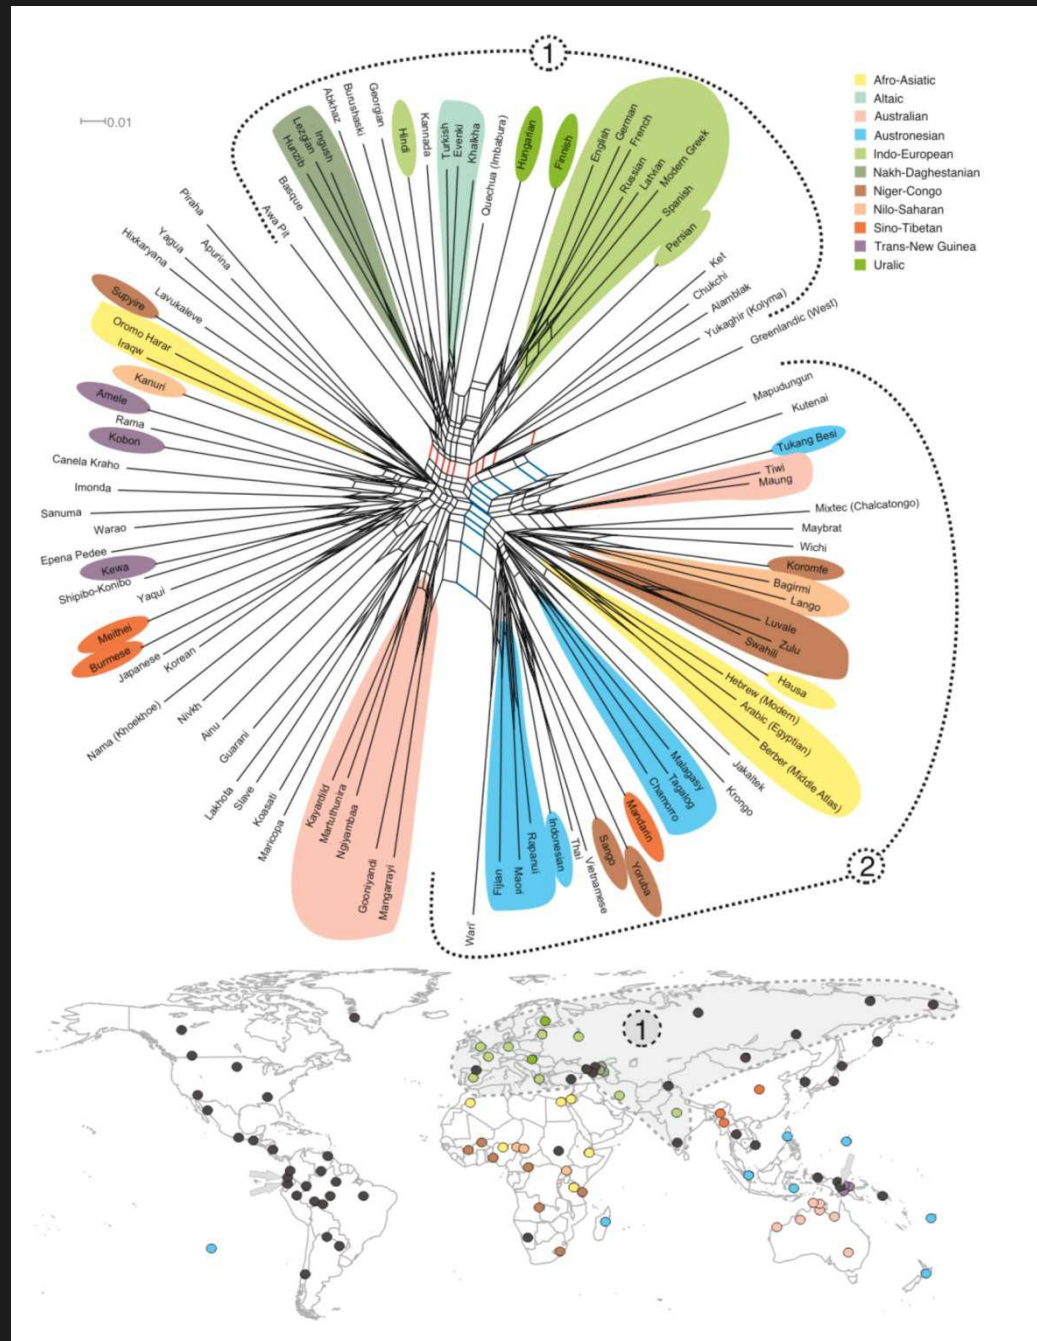 1
0.01
Afro-Asiatic
Altaic
Australian
Austronesian
Indo-European
Nakh-Daghestanian
Niger-Congo
Nilo-Saharan
Sino-Tibetan
Trans-New Guinea
Uralic
Awa Pit
Basque
Hunzib
Lezgian
Ingush
Abkhaz
Burushaski
Georgian
Hindi
Kannada
Turkish
Evenki
Khalkha
Quechua (Imbabura)
Hungarian
Finnish
English
German
French
Russian
Latvian
Modern Greek
Spanish
Persian
Ket
Chukchi
Alamblak
Yukaghir (Kolyma)
Greenlandic (West)
Mapudungun
Kutenai
Tukang Besi
Tiwi
Maung
Mixtec (Chalcatongo)
Maybrat
Wichi
Koromfe
Bagirmi
Lango
Luvale
Zulu
Swahili
Hausa
Hebrew (Modern)
Arabic (Egyptian)
Berber (Middle Atlas)
Jakaltek
Krongo
Malagasy
Tagalog
Chamorro
Mandarin
Yoruba
Sango
Vietnamese
Thai
Indonesian
Rapanui
Maori
Fijian
Wari'
2
Mangarrayi
Gooniyandi
Ngiyambaa
Martuthunira
Kayardild
Maricopa
Koasati
Slave
Lakhota
Guarani
Ainu
Nivkh
Nama (Khoekhoe)
Korean
Japanese
Burmese
Meithei
Yaqui
Shipibo-Konibo
Kewa
Epena Pedee
Warao
Sanuma
Imonda
Canela Kraho
Kobon
Rama
Amele
Kanuri
Iraqw
Oromo Harar
Supyire
Lavukaleve
Hixkaryana
Yagua
Apurina
Piraha
1